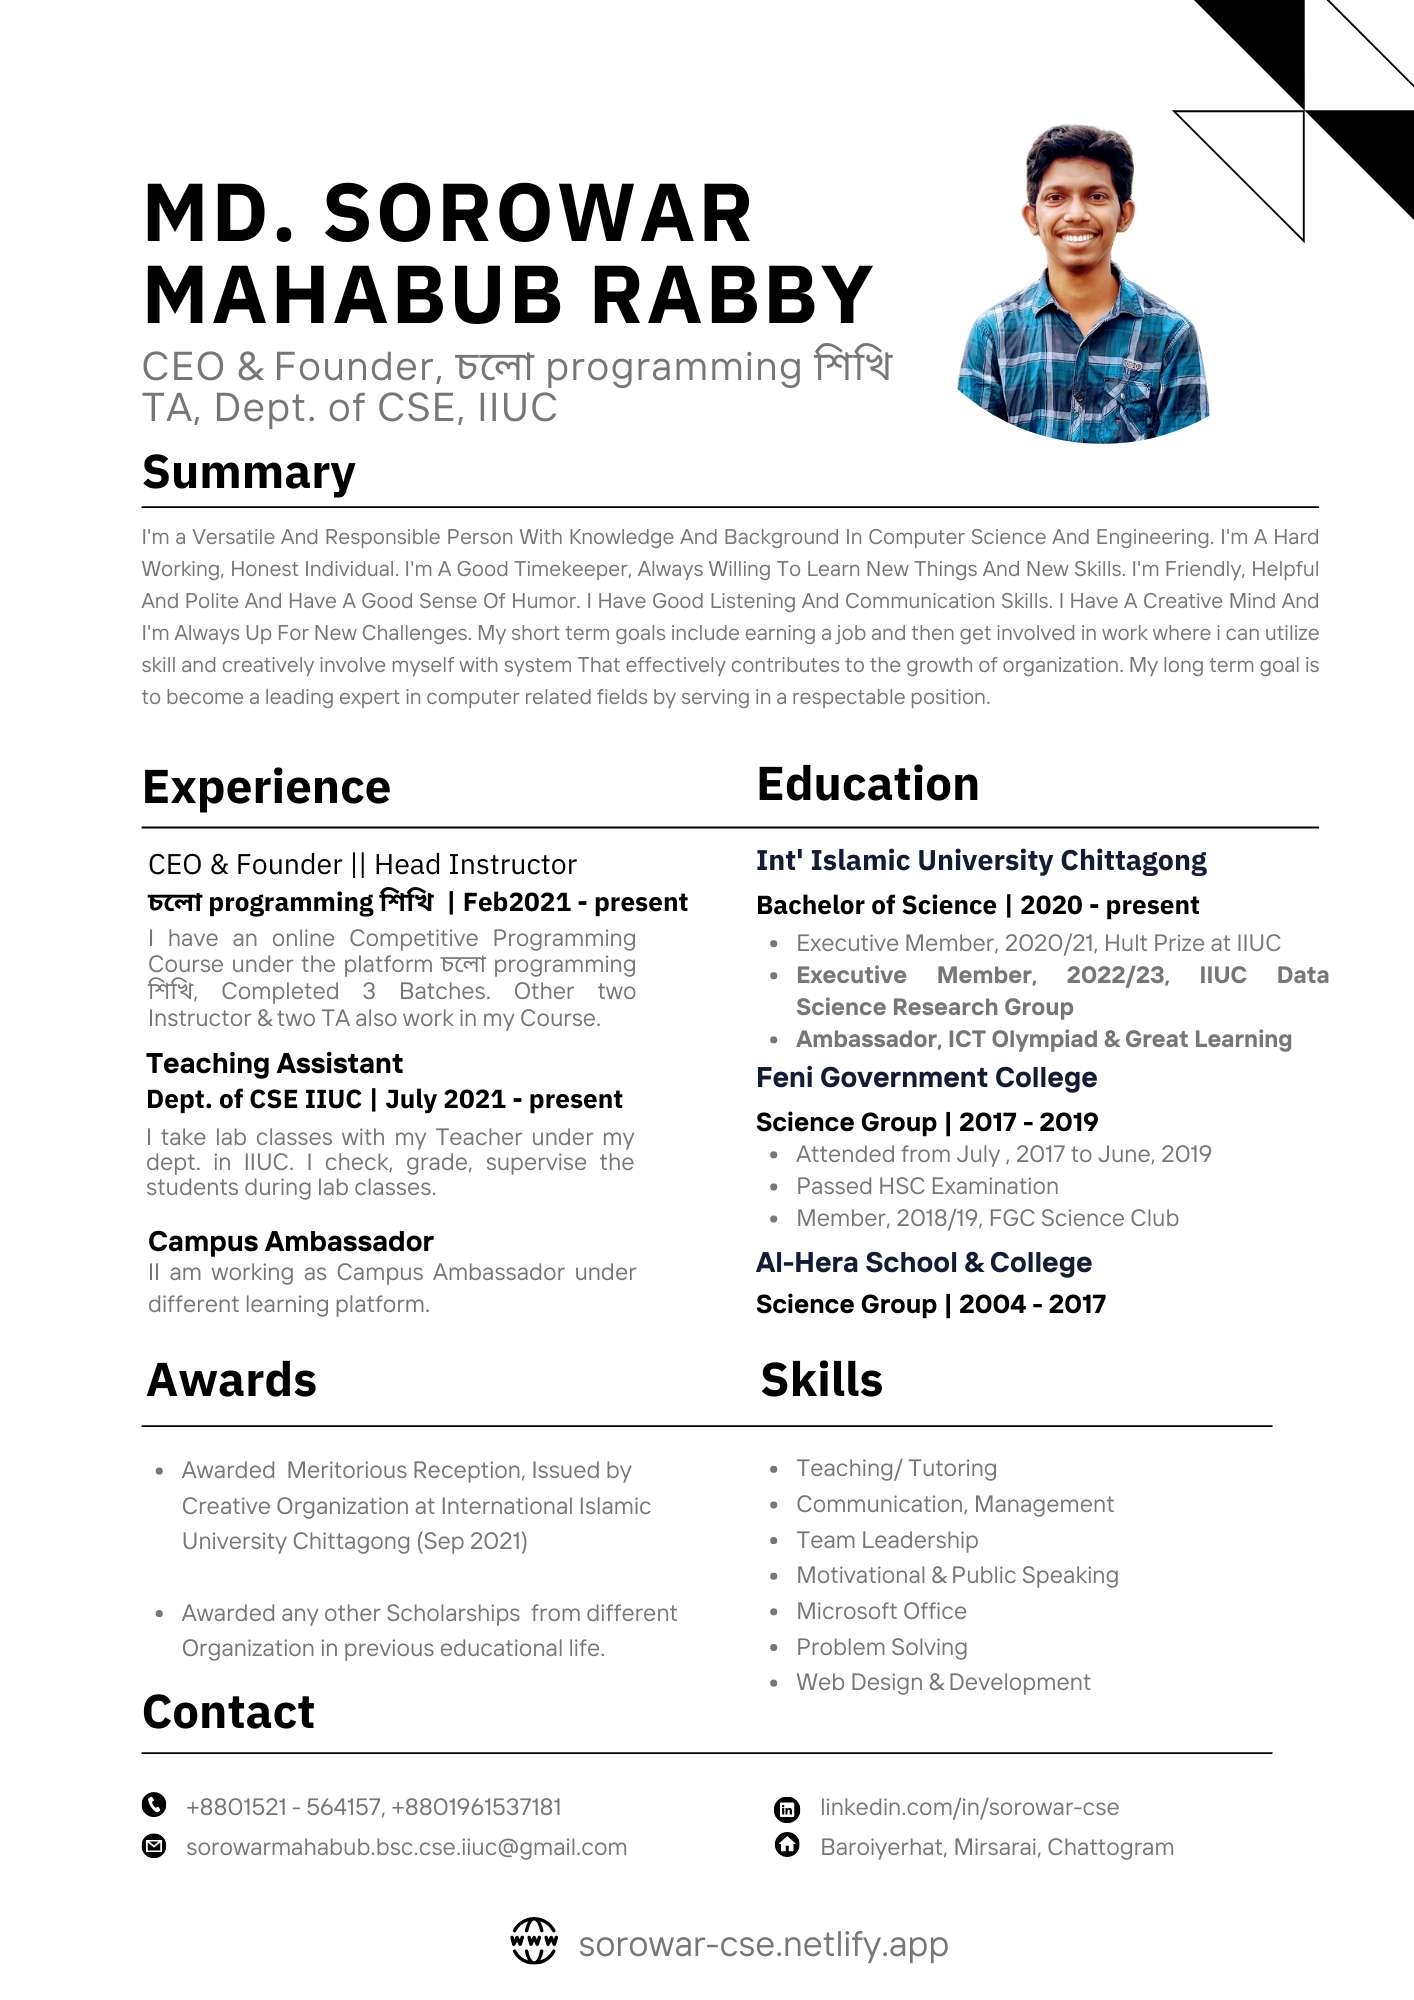 MD. SOROWAR
MAHABUB RABBY
CEO & Founder, চলো programming শিখি
TA, Dept. of CSE, IIUC
Summary
I'm a Versatile And Responsible Person With Knowledge And Background In Computer Science And Engineering. I'm A Hard
Working, Honest Individual. I'm A Good Timekeeper, Always Willing To Learn New Things And New Skills. I'm Friendly, Helpful
And Polite And Have A Good Sense Of Humor. I Have Good Listening And Communication Skills. I Have A Creative Mind And
I'm Always Up For New Challenges. My short term goals include earning a job and then get involved in work where i can utilize
skill and creatively involve myself with system That effectively contributes to the growth of organization. My long term goal is
to become a leading expert in computer related fields by serving in a respectable position.
Experience
CEO & Founder || Head Instructor
চলো programming শিখি | Feb2021 - present
I have an online Competitive Programming
Course under the platform চলো programming
শিখি, Completed 3 Batches. Other two
Instructor & two TA also work in my Course.
Teaching Assistant
Dept. of CSE IIUC | July 2021 - present
I take lab classes with my Teacher under my
dept. in IIUC. I check, grade, supervise the
students during lab classes.
Campus Ambassador
II am working as Campus Ambassador under
different learning platform.
Education
Int' Islamic University Chittagong
Bachelor of Science | 2020 - present
• Executive Member, 2020/21, Hult Prize at IIUC
• Executive Member, 2022/23, IIUC Data
Science Research Group
• Ambassador, ICT Olympiad & Great Learning
Feni Government College
Science Group | 2017 - 2019
• Attended from July , 2017 to June, 2019
• Passed HSC Examination
• Member, 2018/19, FGC Science Club
Al-Hera School & College
Science Group | 2004 - 2017
Awards
• Awarded Meritorious Reception, Issued by
Creative Organization at International Islamic
University Chittagong (Sep 2021)
• Awarded any other Scholarships from different
Organization in previous educational life.
Skills
• Teaching/ Tutoring
• Communication, Management
• Team Leadership
• Motivational & Public Speaking
• Microsoft Office
• Problem Solving
• Web Design & Development
Contact
+8801521 - 564157, +8801961537181
sorowarmahabub.bsc.cse.iiuc@gmail.com
in linkedin.com/in/sorowar-cse
Baroiyerhat, Mirsarai, Chattogram
www sorowar-cse.netlify.app